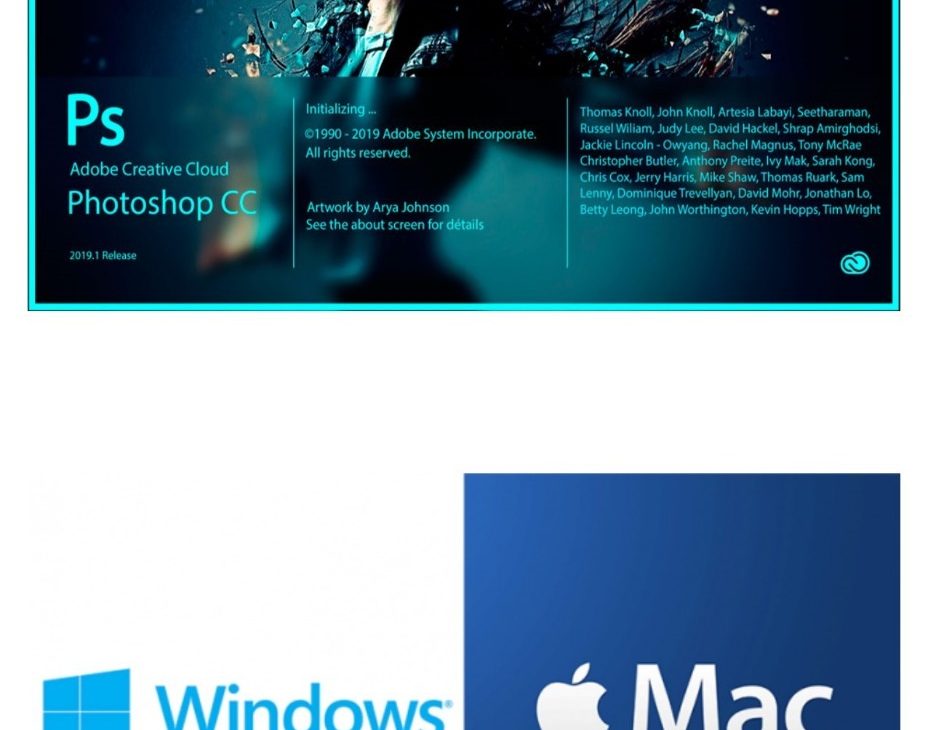 Ps
Adobe Creative Cloud
Photoshop CC
2019.1 Release
Initializing ...
©1990 - 2019 Adobe System Incorporate.
All rights reserved.
Artwork by Arya Johnson
See the about screen for détails
Thomas Knoll, John Knoll, Artesia Labayi, Seetharaman,
Russel Wiliam, Judy Lee, David Hackel, Shrap Amirghodsi,
Jackie Lincoln - Owyang, Rachel Magnus, Tony McRae
Christopher Butler, Anthony Preite, Ivy Mak, Sarah Kong,
Chris Cox, Jerry Harris, Mike Shaw, Thomas Ruark, Sam
Lenny, Dominique Trevellyan, David Mohr, Jonathan Lo,
Betty Leong, John Worthington, Kevin Hopps, Tim Wright
Windows®
Mac